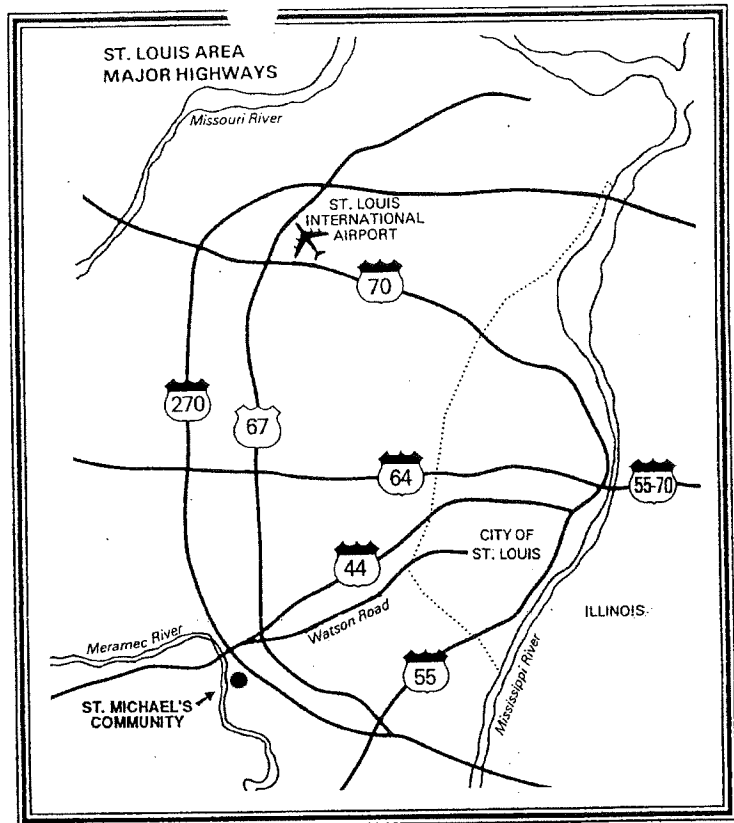 ST. LOUIS AREA
MAJOR HIGHWAYS
Missouri River
ST. LOUIS
INTERNATIONAL
AIRPORT
70
270
67
64
55-70
CITY OF
ST. LOUIS
44
Watson Road
ILLINOIS
Meramec River
55
Mississippi River
ST. MICHAEL'S
COMMUNITY